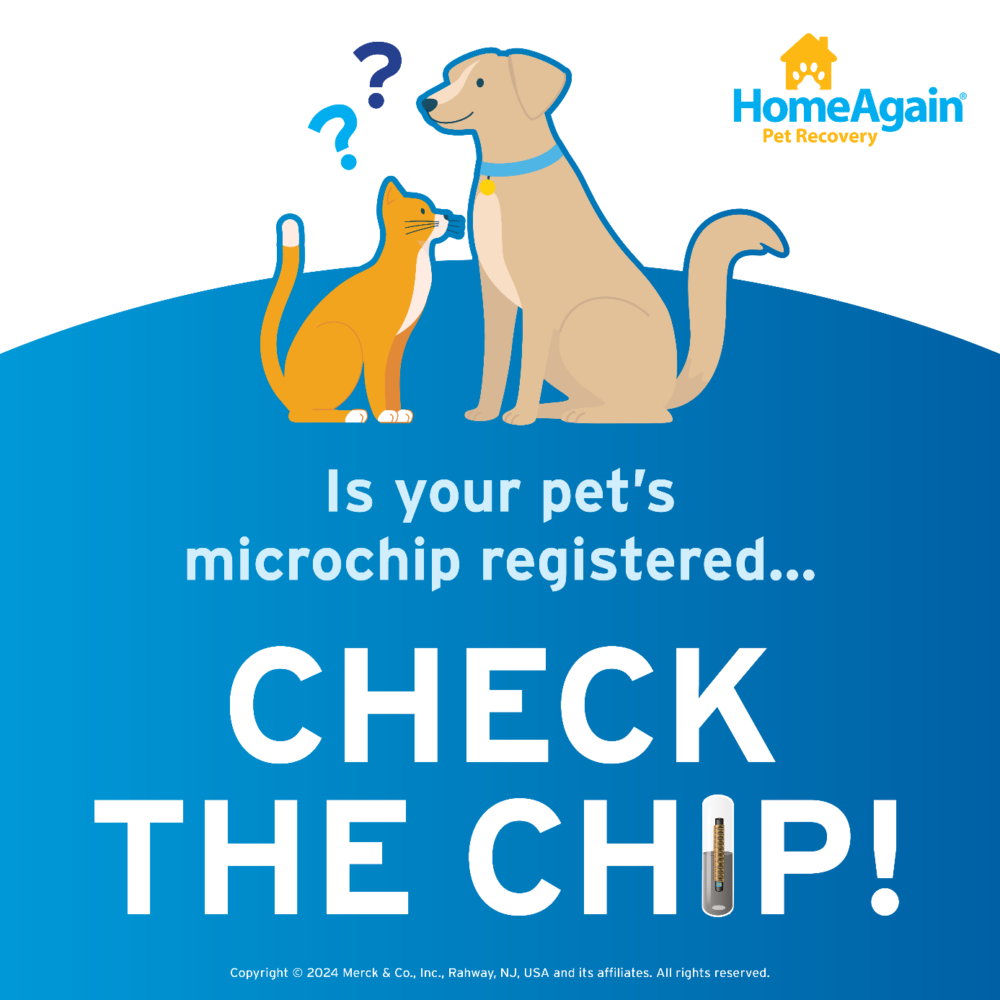 ? 
?
HomeAgain®
Pet Recovery
Is your pet’s
microchip registered...
CHECK
THE CHIP!
Copyright © 2024 Merck & Co., Inc., Rahway, NJ, USA and its affiliates. All rights reserved.